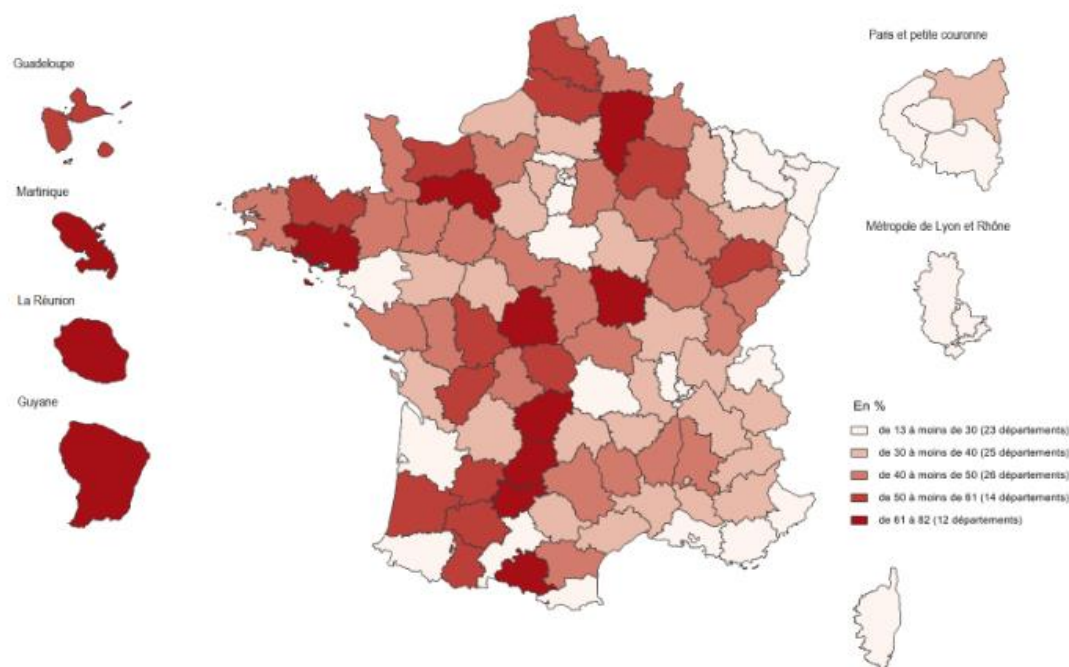 Guadeloupe
Martinique
La Réunion
Guyane
Paris et petite couronne
Métropole de Lyon et Rhône
En %
de 13 à moins de 30 (23 départements)
de 30 à moins de 40 (25 départements)
de 40 à moins de 50 (26 départements)
de 50 à moins de 61 (14 départements)
de 61 à 82 (12 départements)